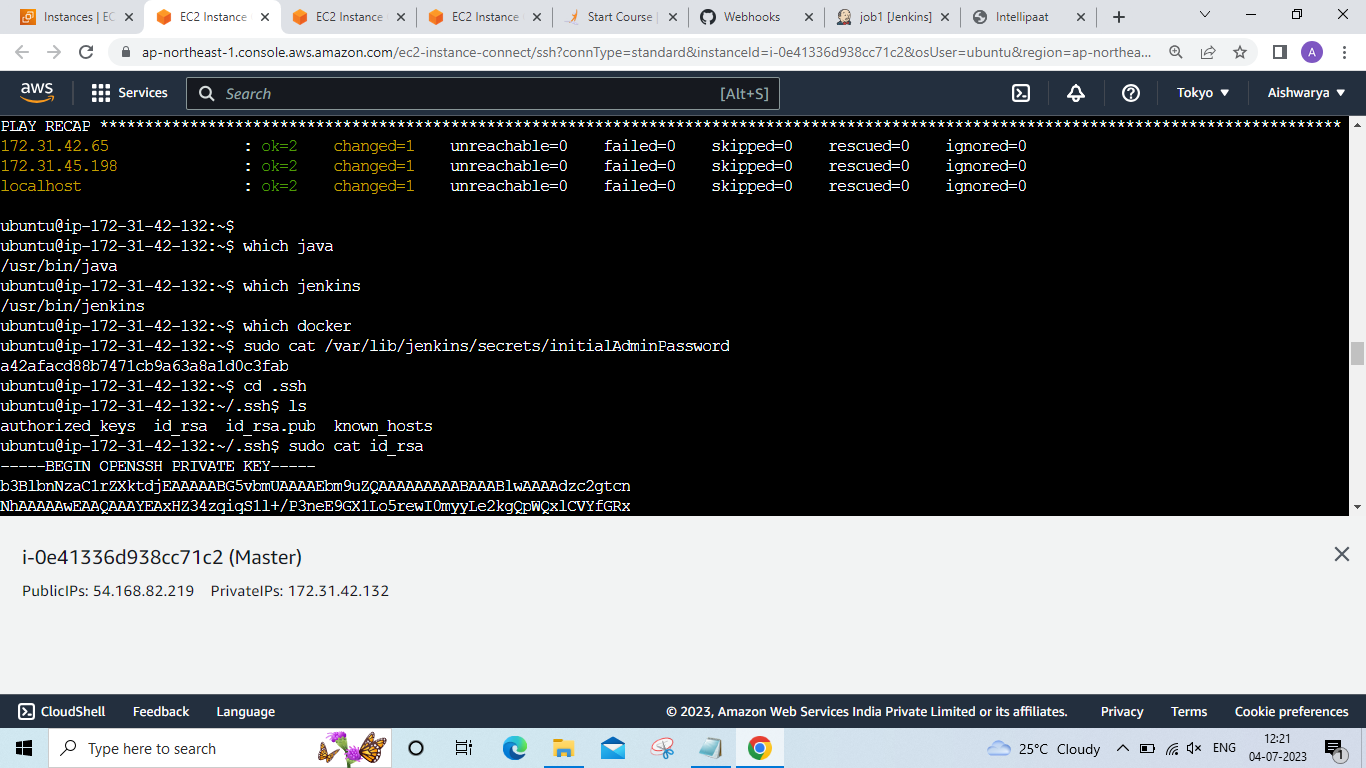 Instances | EC
EC2 Instance
EC2 Instance
EC2 Instance
Start Course |
Webhooks
job1 [Jenkins]
Intellipaat
ap-northeast-1.console.aws.amazon.com/ec2-instance-connect/ssh?connType=standard&instanceId=i-0e41336d938cc71c2&osUser=ubuntu&region=ap-northea...
A
aws
Services
Search
[Alt+S]
Tokyo
Aishwarya
PLAY RECAP ******************************************************************************************************************************************
172.31.42.65 : ok=2 changed=1 unreachable=0 failed=0 skipped=0 rescued=0 ignored=0
172.31.45.198 : ok=2 changed=1 unreachable=0 failed=0 skipped=0 rescued=0 ignored=0
localhost : ok=2 changed=1 unreachable=0 failed=0 skipped=0 rescued=0 ignored=0
ubuntu@ip-172-31-42-132:~$
ubuntu@ip-172-31-42-132:~$ which java
/usr/bin/java
ubuntu@ip-172-31-42-132:~$ which jenkins
/usr/bin/jenkins
ubuntu@ip-172-31-42-132:~$ which docker
ubuntu@ip-172-31-42-132:~$ sudo cat /var/lib/jenkins/secrets/initialAdminPassword
a42afacd88b7471cb9a63a8a1d0c3fab
ubuntu@ip-172-31-42-132:~$ cd .ssh
ubuntu@ip-172-31-42-132:~/.ssh$ ls
authorized_keys id_rsa id_rsa.pub known_hosts
ubuntu@ip-172-31-42-132:~/.ssh$ sudo cat id_rsa
-----BEGIN OPENSSH PRIVATE KEY-----
b3BlbnNzaC1rZXktdjEAAAAABG5vbmUAAAAEbm9uZQAAAAAAAAABAAABlwAAAAdzc2gtcn
NhAAAAAwEAAQAAAYEAxHZ34zqiqS1l+/P3neE9GX1Lo5rewI0myyLe2kgQpWQxlCVYfGRx
i-0e41336d938cc71c2 (Master)
PublicIPs: 54.168.82.219 PrivateIPs: 172.31.42.132
CloudShell
Feedback
Language
© 2023, Amazon Web Services India Private Limited or its affiliates.
Privacy
Terms
Cookie preferences
Type here to search
25°C Cloudy
ENG
12:21
04-07-2023
1